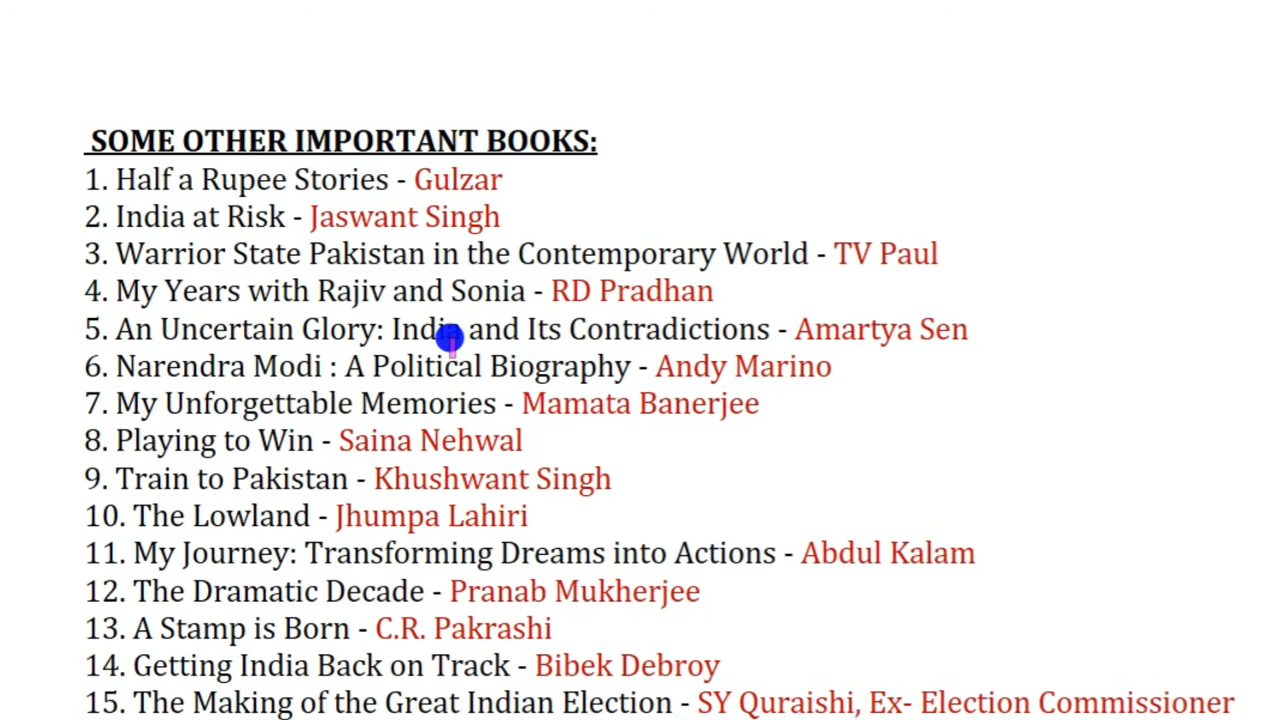 SOME OTHER IMPORTANT BOOKS:
1. Half a Rupee Stories - Gulzar
2. India at Risk - Jaswant Singh
3. Warrior State Pakistan in the Contemporary World - TV Paul
4. My Years with Rajiv and Sonia - RD Pradhan
5. An Uncertain Glory: India and Its Contradictions - Amartya Sen
6. Narendra Modi : A Political Biography - Andy Marino
7. My Unforgettable Memories - Mamata Banerjee
8. Playing to Win - Saina Nehwal
9. Train to Pakistan - Khushwant Singh
10. The Lowland - Jhumpa Lahiri
11. My Journey: Transforming Dreams into Actions - Abdul Kalam
12. The Dramatic Decade - Pranab Mukherjee
13. A Stamp is Born - C.R. Pakrashi
14. Getting India Back on Track - Bibek Debroy
15. The Making of the Great Indian Election - SY Quraishi, Ex- Election Commissioner